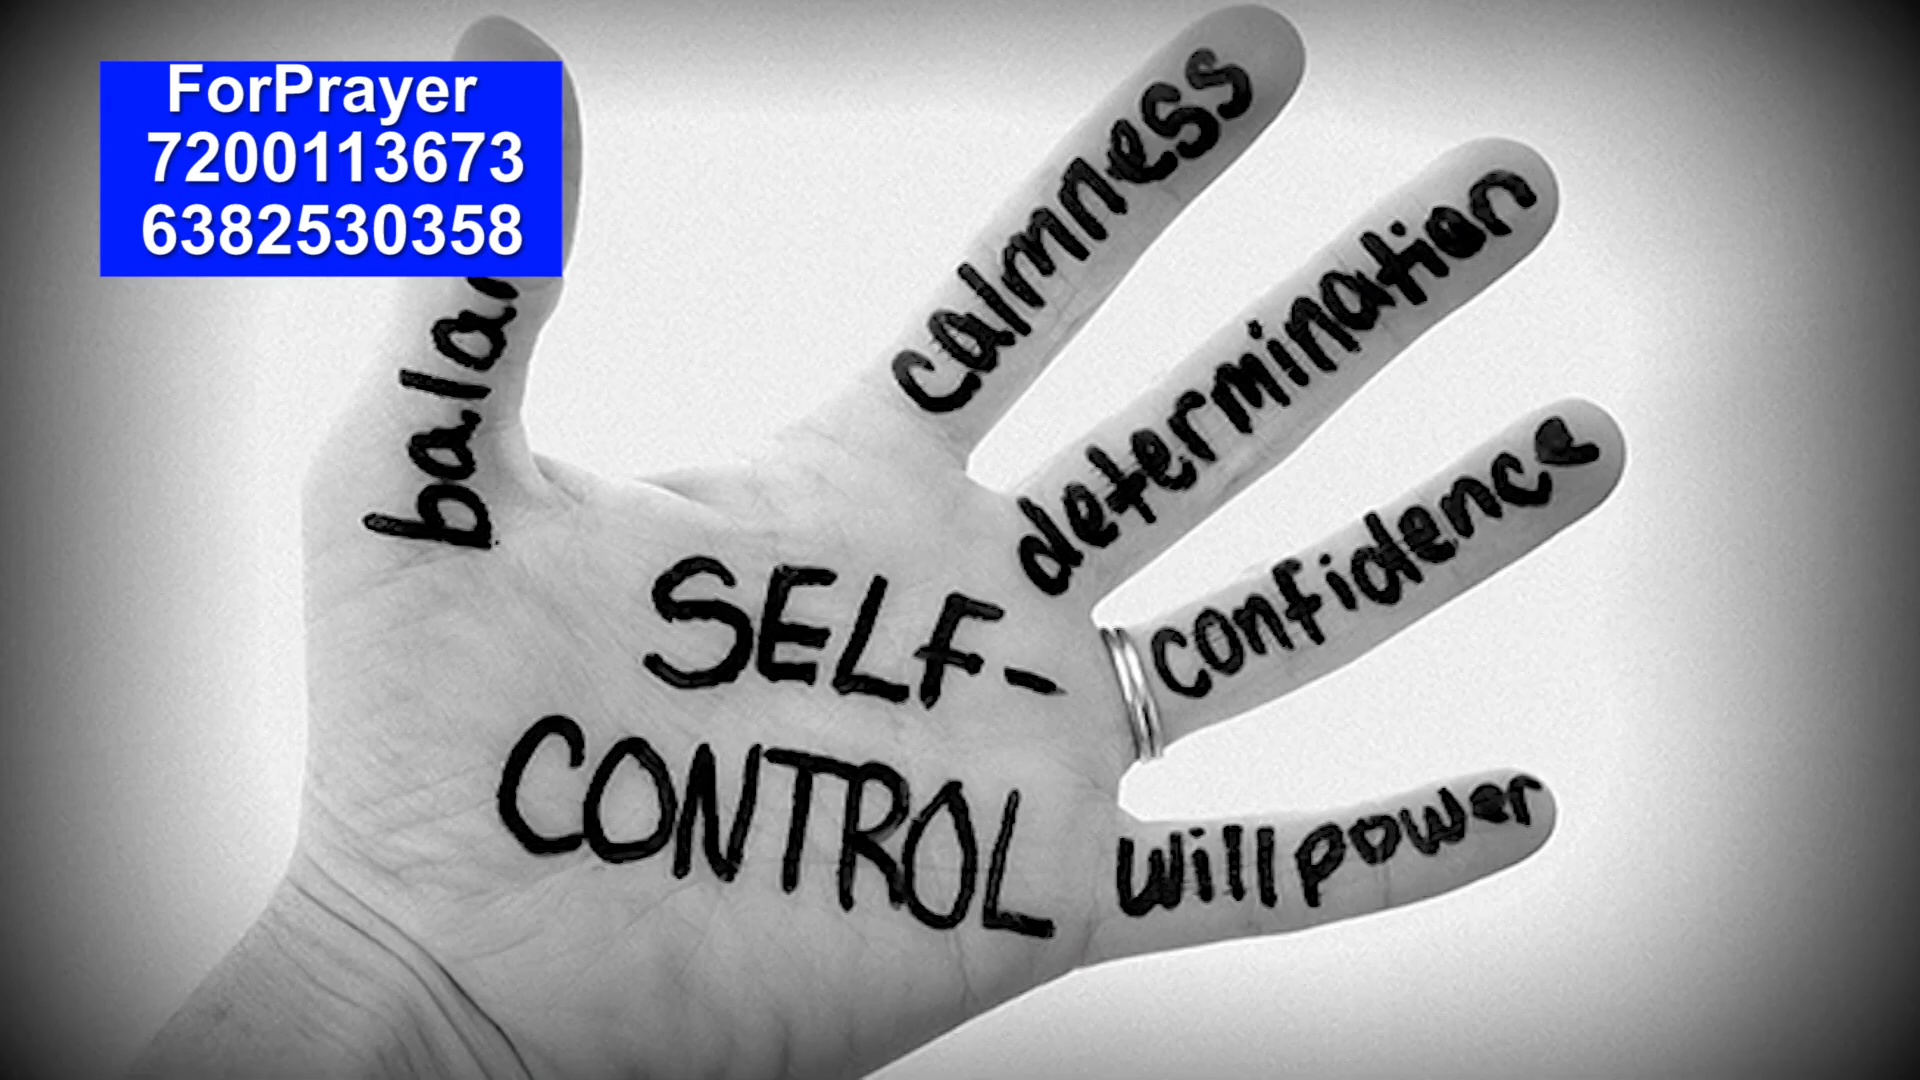 ForPrayer
7200113673
6382530358
calmness
determination
confidence
willpower
SELF-
CONTROL